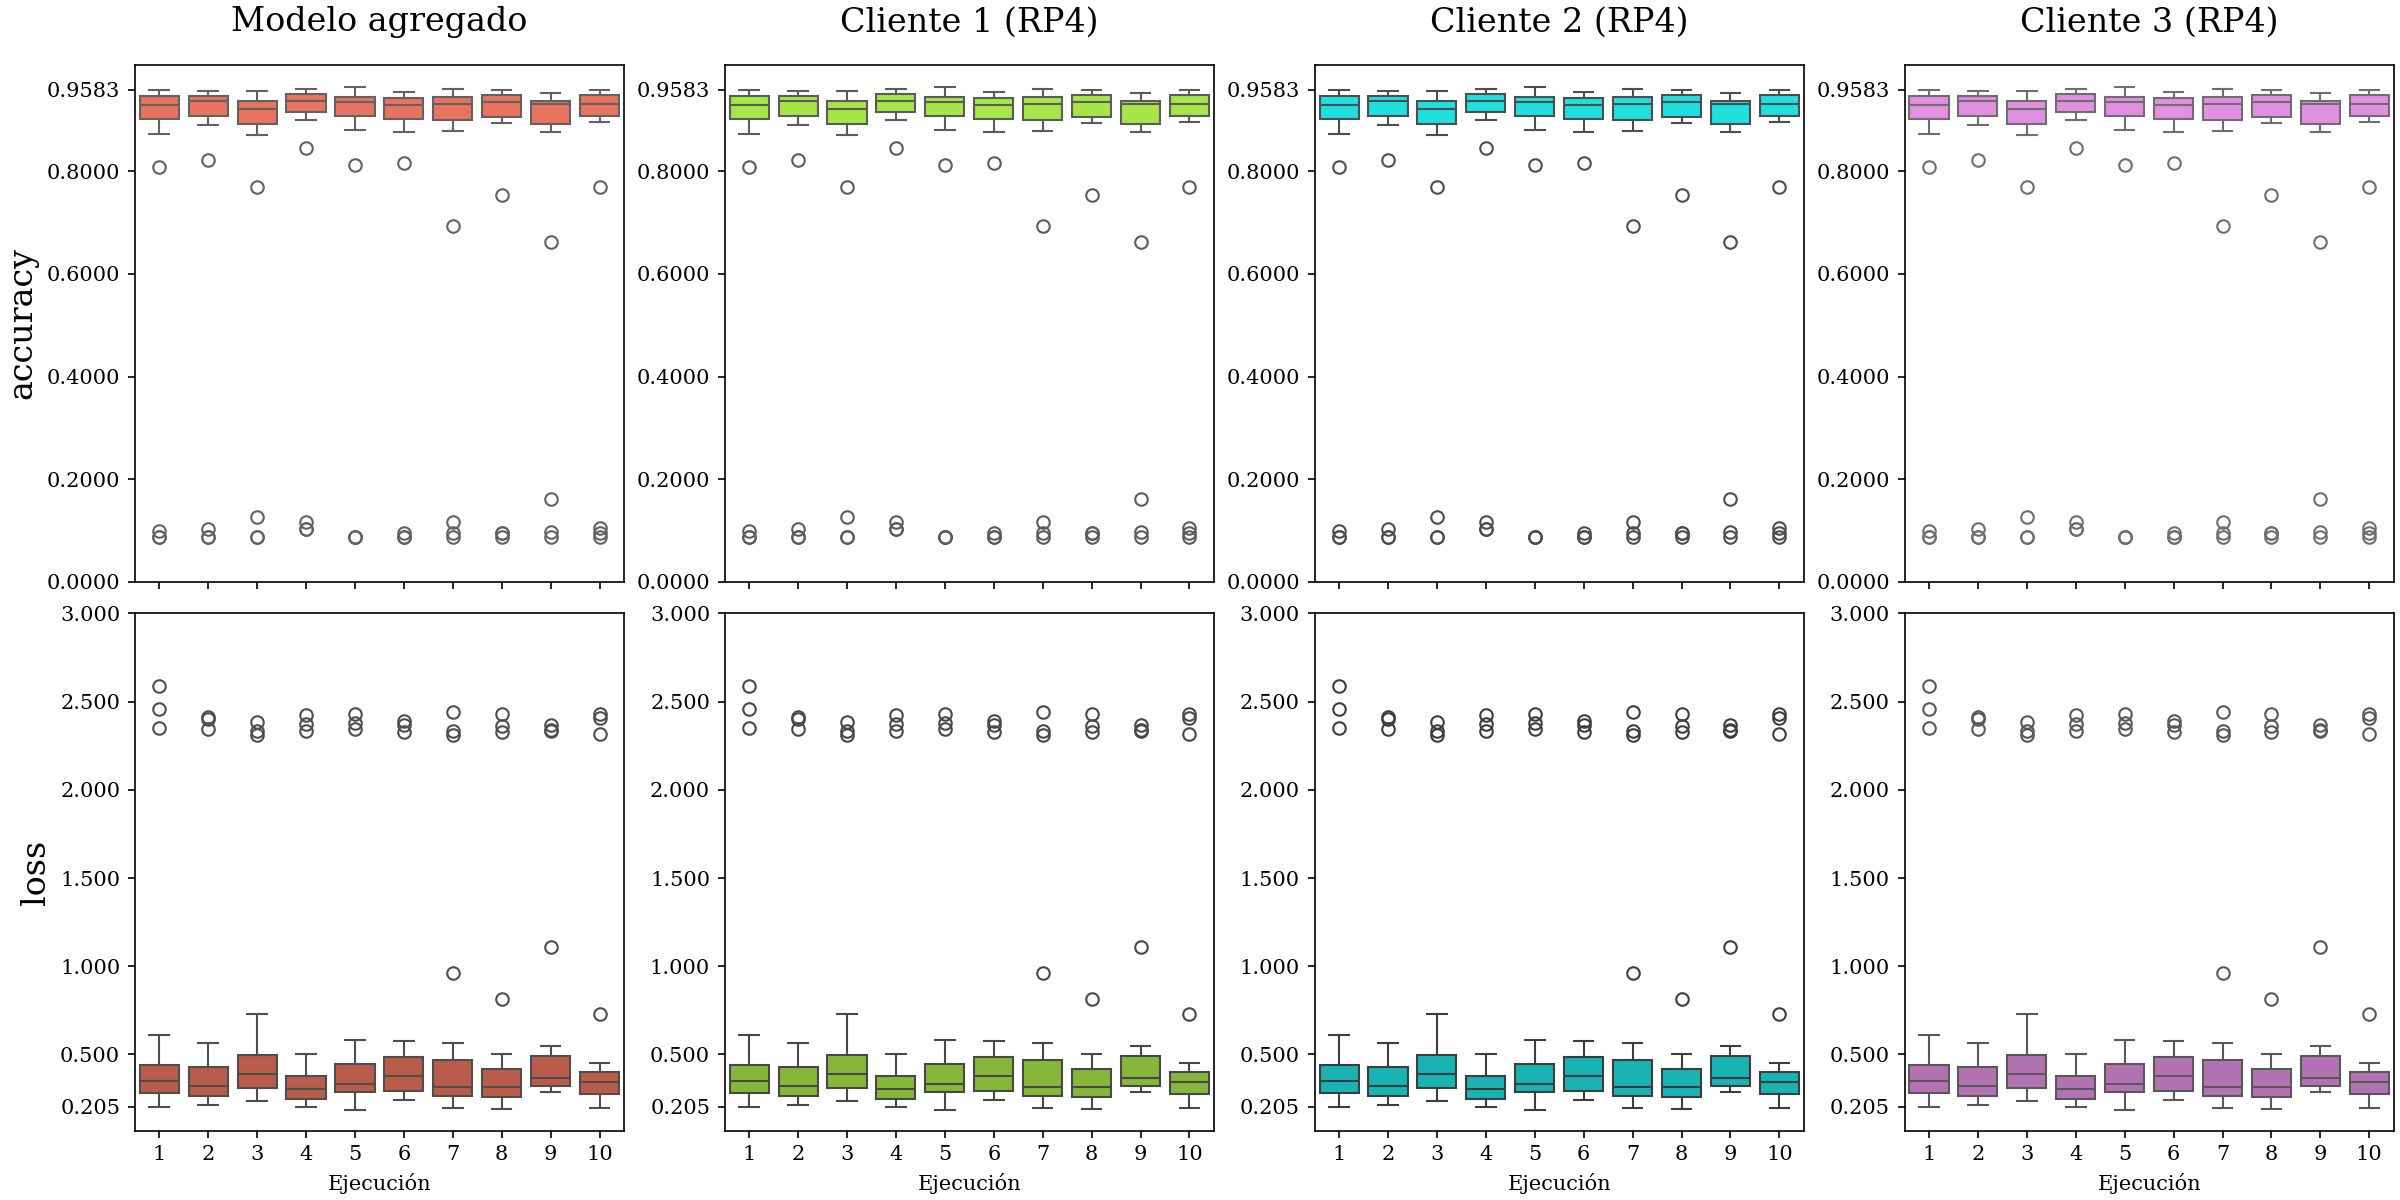 Modelo agregado Cliente 1 (RP4) Cliente 2 (RP4) Cliente 3 (RP4)
accuracy
0.9583 0.9583 0.9583 0.9583
0.8000 0.8000 0.8000 0.8000
0.6000 0.6000 0.6000 0.6000
0.4000 0.4000 0.4000 0.4000
0.2000 0.2000 0.2000 0.2000
0.0000 0.0000 0.0000 0.0000
loss
3.000 3.000 3.000 3.000
2.500 2.500 2.500 2.500
2.000 2.000 2.000 2.000
1.500 1.500 1.500 1.500
1.000 1.000 1.000 1.000
0.500 0.500 0.500 0.500
0.205 0.205 0.205 0.205
1 2 3 4 5 6 7 8 9 10 1 2 3 4 5 6 7 8 9 10 1 2 3 4 5 6 7 8 9 10 1 2 3 4 5 6 7 8 9 10
Ejecución Ejecución Ejecución Ejecución